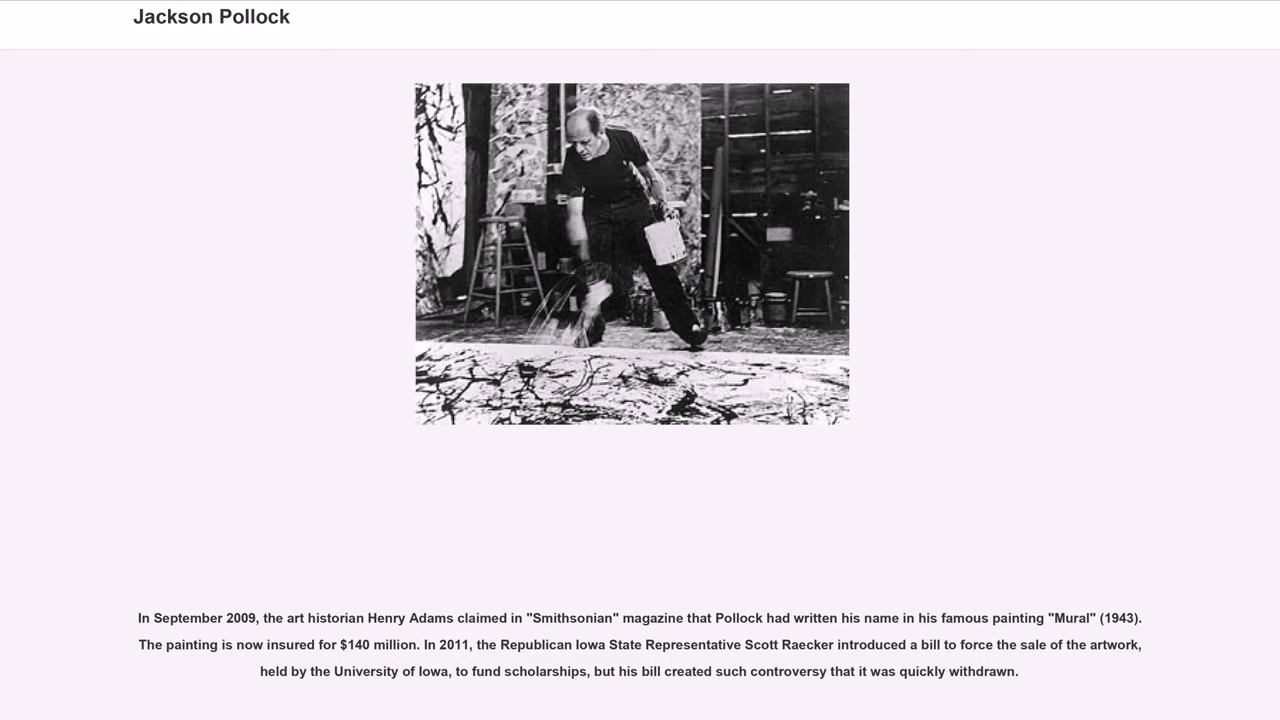 Jackson Pollock
In September 2009, the art historian Henry Adams claimed in "Smithsonian" magazine that Pollock had written his name in his famous painting "Mural" (1943).
The painting is now insured for $140 million. In 2011, the Republican Iowa State Representative Scott Raecker introduced a bill to force the sale of the artwork,
held by the University of Iowa, to fund scholarships, but his bill created such controversy that it was quickly withdrawn.